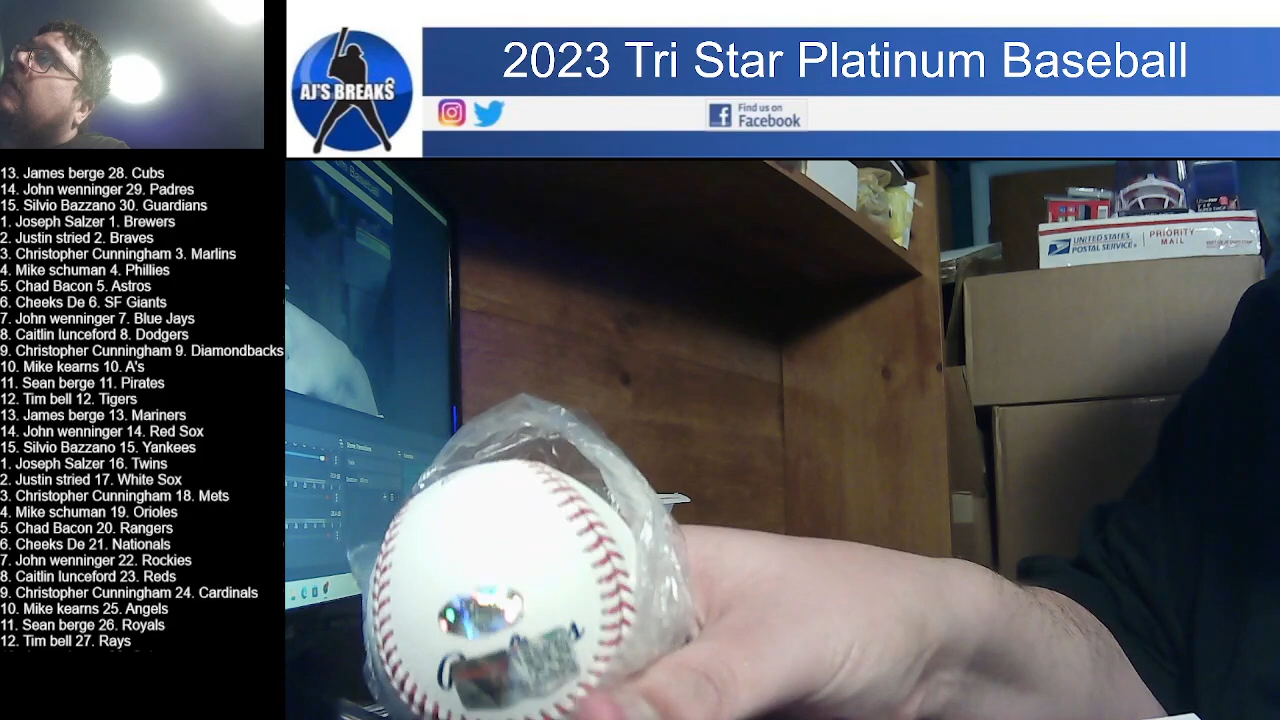 2023 Tri Star Platinum Baseball
AJ'S BREAKS
Find us on
Facebook
13. James berge 28. Cubs
14. John wenninger 29. Padres
15. Silvio Bazzano 30. Guardians
1. Joseph Salzer 1. Brewers
2. Justin stried 2. Braves
3. Christopher Cunningham 3. Marlins
4. Mike schuman 4. Phillies
5. Chad Bacon 5. Astros
6. Cheeks De 6. SF Giants
7. John wenninger 7. Blue Jays
8. Caitlin lunceford 8. Dodgers
9. Christopher Cunningham 9. Diamondbacks
10. Mike kearns 10. A's
11. Sean berge 11. Pirates
12. Tim bell 12. Tigers
13. James berge 13. Mariners
14. John wenninger 14. Red Sox
15. Silvio Bazzano 15. Yankees
1. Joseph Salzer 16. Twins
2. Justin stried 17. White Sox
3. Christopher Cunningham 18. Mets
4. Mike schuman 19. Orioles
5. Chad Bacon 20. Rangers
6. Cheeks De 21. Nationals
7. John wenninger 22. Rockies
8. Caitlin lunceford 23. Reds
9. Christopher Cunningham 24. Cardinals
10. Mike kearns 25. Angels
11. Sean berge 26. Royals
12. Tim bell 27. Rays
UNITED STATES
POSTAL SERVICE
PRIORITY
MAIL